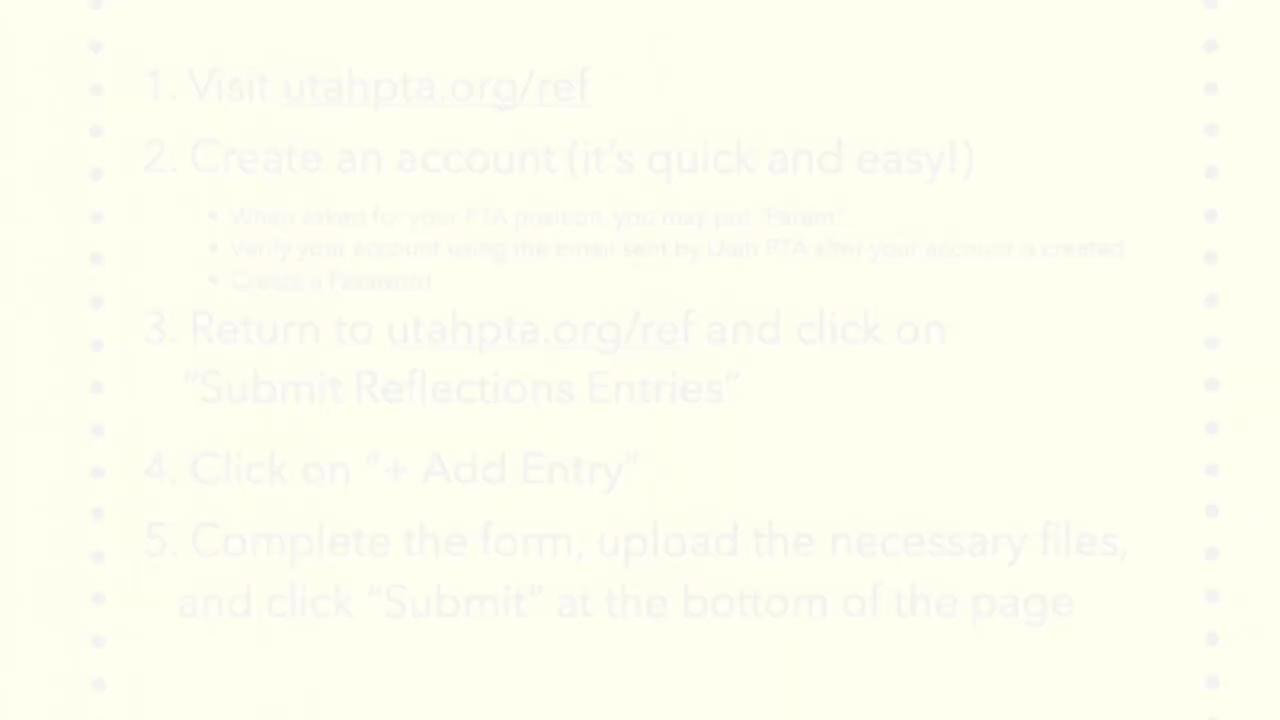 1. Visit utahpta.org/ref
2. Create an account (it's quick and easy!)
• When asked for your PTA position, you may put "Parent"
• Verify your account using the email sent by Utah PTA after your account is created
• Create a Password
3. Return to utahpta.org/ref and click on
"Submit Reflections Entries"
4. Click on "+ Add Entry"
5. Complete the form, upload the necessary files,
and click "Submit" at the bottom of the page